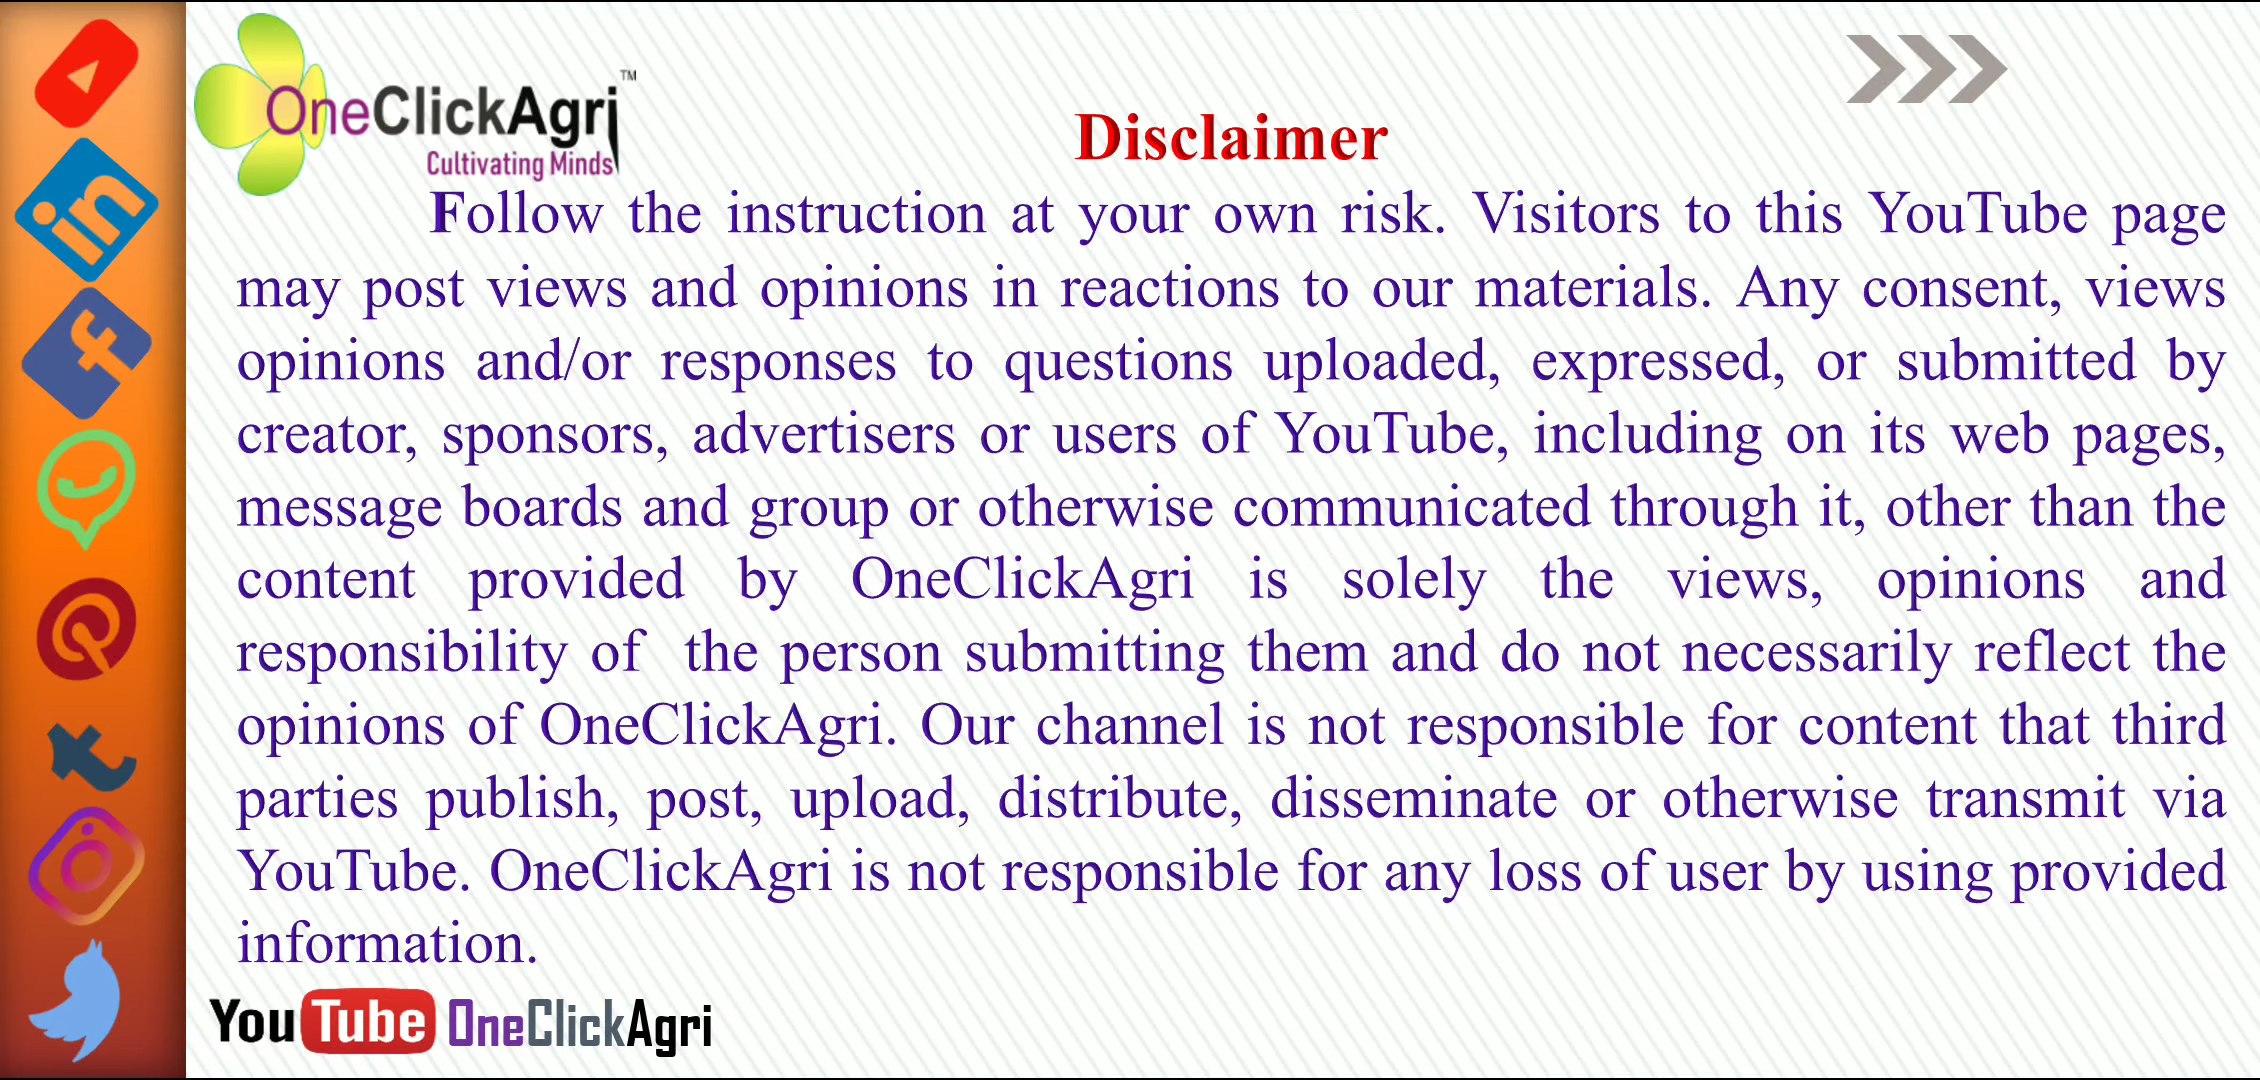 OneClickAgri™
Cultivating Minds
Disclaimer
Follow the instruction at your own risk. Visitors to this YouTube page
may post views and opinions in reactions to our materials. Any consent, views
opinions and/or responses to questions uploaded, expressed, or submitted by
creator, sponsors, advertisers or users of YouTube, including on its web pages,
message boards and group or otherwise communicated through it, other than the
content provided by OneClickAgri is solely the views, opinions and
responsibility of the person submitting them and do not necessarily reflect the
opinions of OneClickAgri. Our channel is not responsible for content that third
parties publish, post, upload, distribute, disseminate or otherwise transmit via
YouTube. OneClickAgri is not responsible for any loss of user by using provided
information.
YouTube OneClickAgri